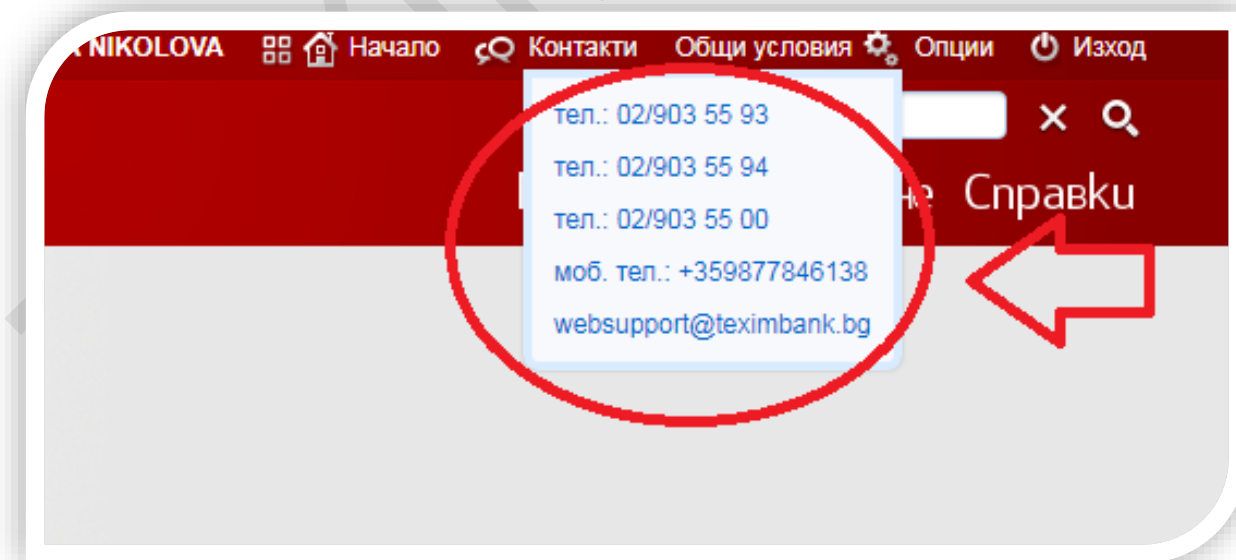 NIKOLOVA Начало Контакти Общи условия Опции Изход
тел.: 02/903 55 93
тел.: 02/903 55 94
тел.: 02/903 55 00
моб. тел.: +359877846138
websupport@teximbank.bg
Справки